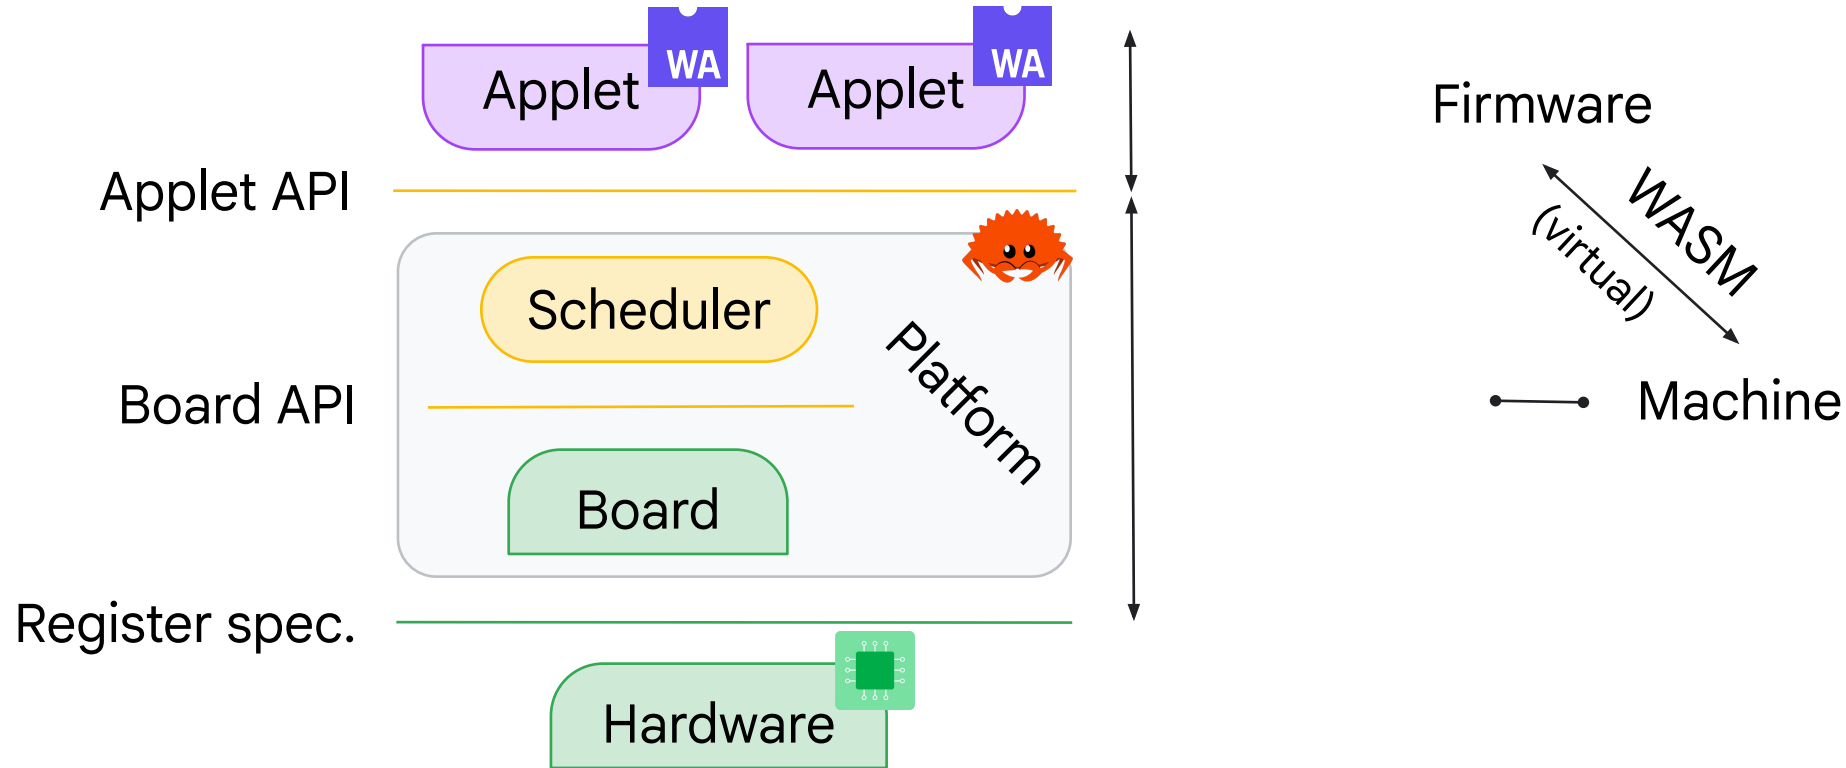 WA
WA
Applet
Applet
Firmware
Applet API
WASM
(virtual)
Scheduler
Platform
Board API
Machine
Board
Register spec.
Hardware